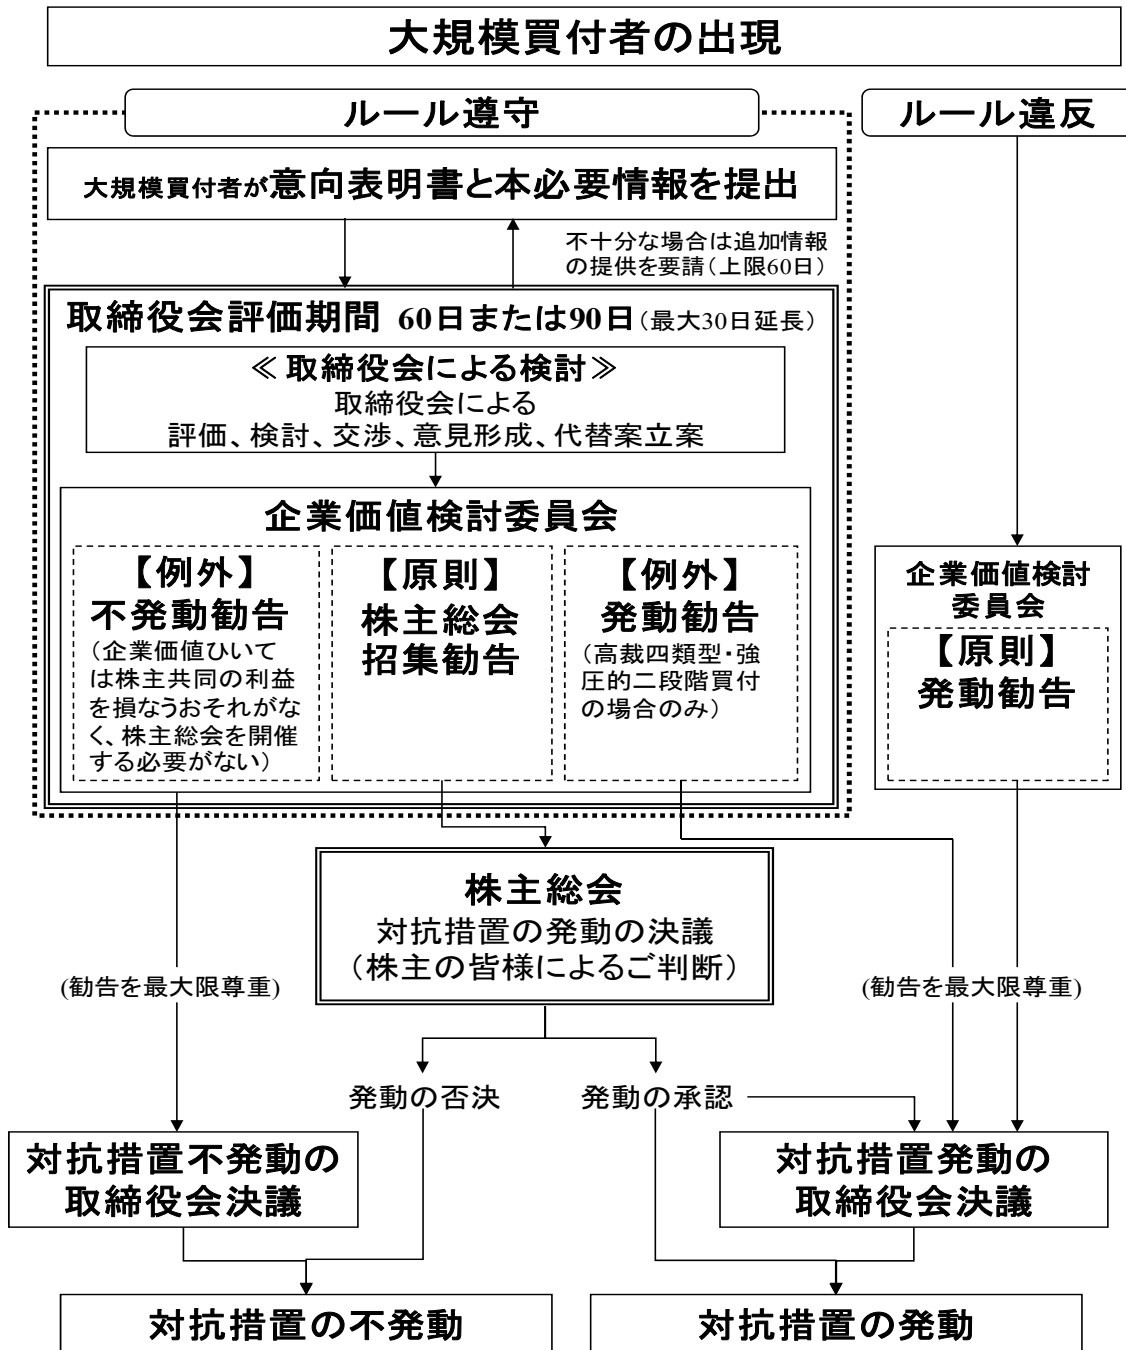 大規模買付者の出現
ルール遵守
ルール違反
大規模買付者が意向表明書と本必要情報を提出
不十分な場合は追加情報
の提供を要請（上限60日）
取締役会評価期間 60日または90日（最大30日延長）
≪ 取締役会による検討≫
取締役会による
評価、検討、交渉、意見形成、代替案立案
企業価値検討委員会
【例外】
不発動勧告
（企業価値ひいて
は株主共同の利益
を損なうおそれがな
く、株主総会を開催
する必要がない）
【原則】
株主総会
招集勧告
【例外】
発動勧告
（高裁四類型・強
圧的二段階買付
の場合のみ）
企業価値検討
委員会
【原則】
発動勧告
株主総会
対抗措置の発動の決議
（株主の皆様によるご判断）
(勧告を最大限尊重)
(勧告を最大限尊重)
発動の否決
発動の承認
対抗措置不発動の
取締役会決議
対抗措置発動の
取締役会決議
対抗措置の不発動
対抗措置の発動